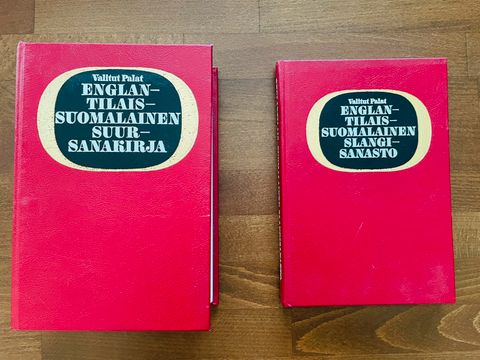 Valitut Palat
ENGLAN–
TILAIS–
SUOMALAINEN
SUUR–
SANAKIRJA
Valitut Palat
ENGLAN–
TILAIS–
SUOMALAINEN
SLANGI–
SANASTO